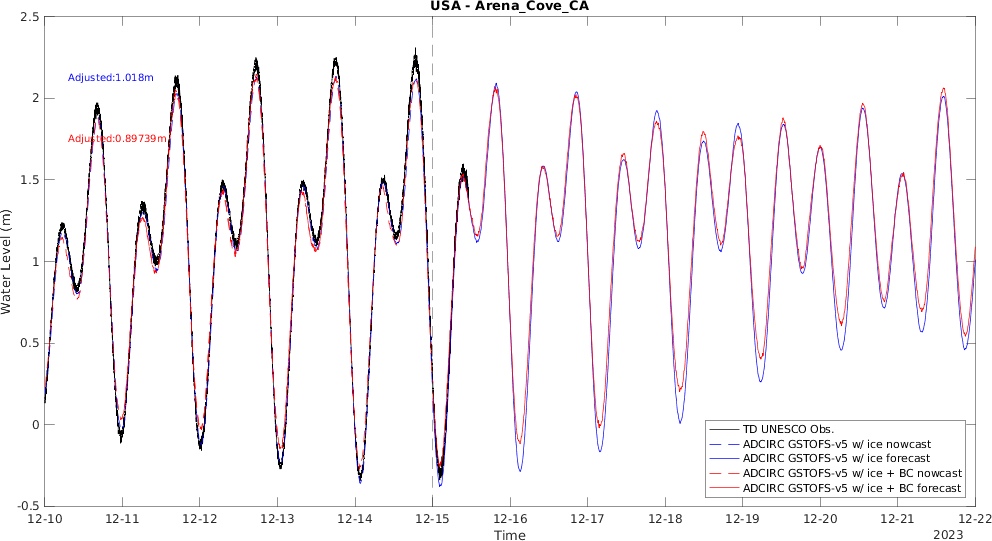 USA - Arena_Cove_CA
Adjusted:1.018m
Adjusted:0.89739m
Water Level (m)
2.5
2
1.5
1
0.5
0
-0.5
12-10
12-11
12-12
12-13
12-14
12-15
12-16
12-17
12-18
12-19
12-20
12-21
12-22
Time
2023
TD UNESCO Obs.
ADCIRC GSTOFS-v5 w/ ice nowcast
ADCIRC GSTOFS-v5 w/ ice forecast
ADCIRC GSTOFS-v5 w/ ice + BC nowcast
ADCIRC GSTOFS-v5 w/ ice + BC forecast